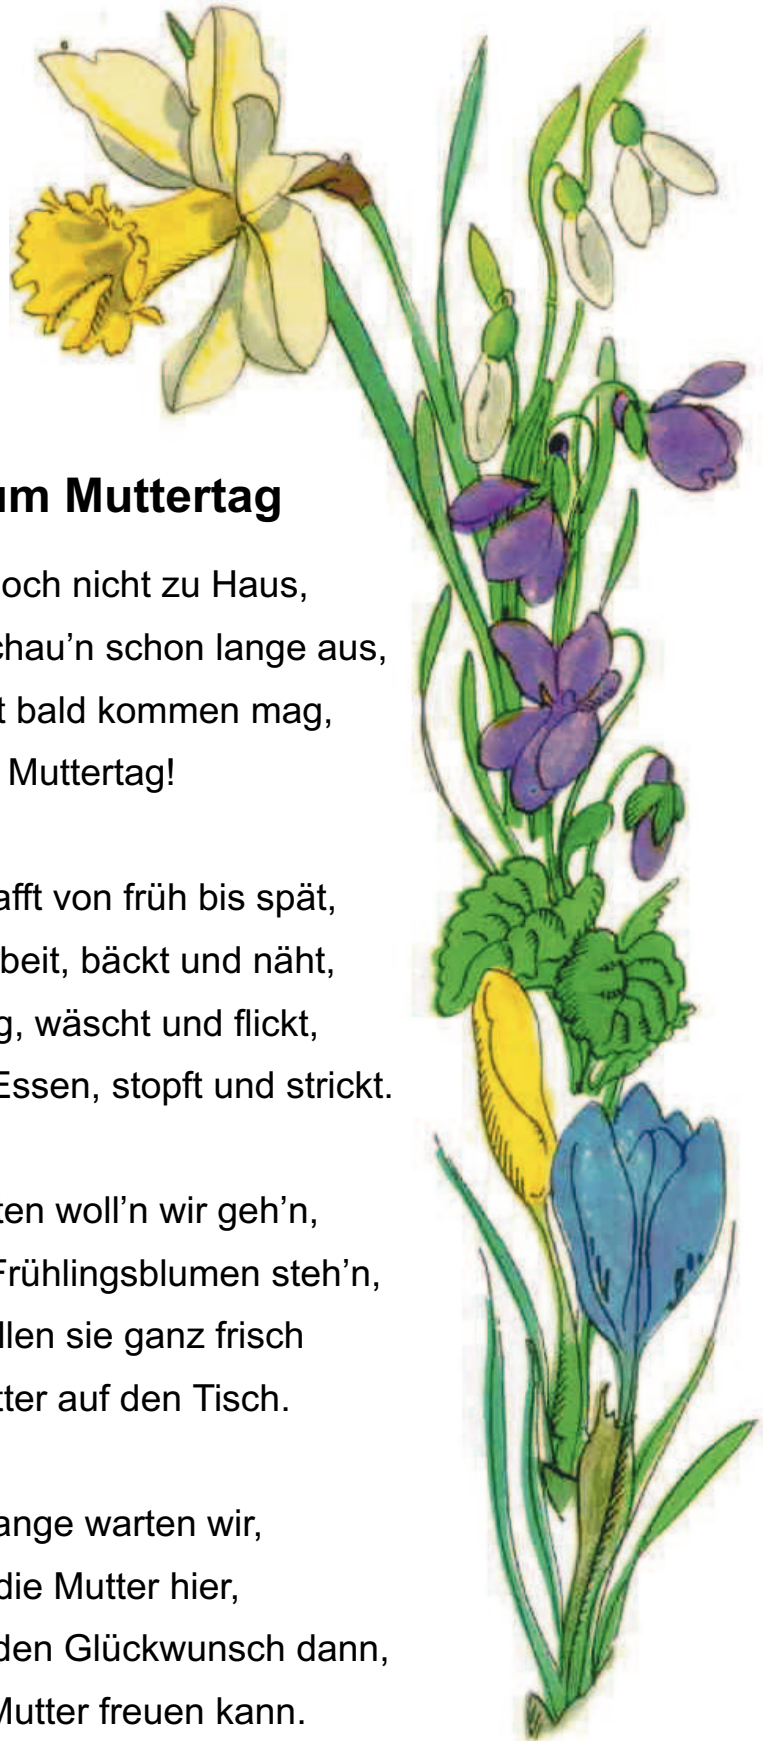 um Muttertag
och nicht zu Haus,
chau'n schon lange aus,
t bald kommen mag,
Muttertag!
afft von früh bis spät,
beit, bäckt und näht,
g, wäscht und flickt,
Essen, stopft und strickt.
ten woll'n wir geh'n,
Frühlingsblumen steh'n,
llen sie ganz frisch
tter auf den Tisch.
ange warten wir,
die Mutter hier,
den Glückwunsch dann,
Mutter freuen kann.